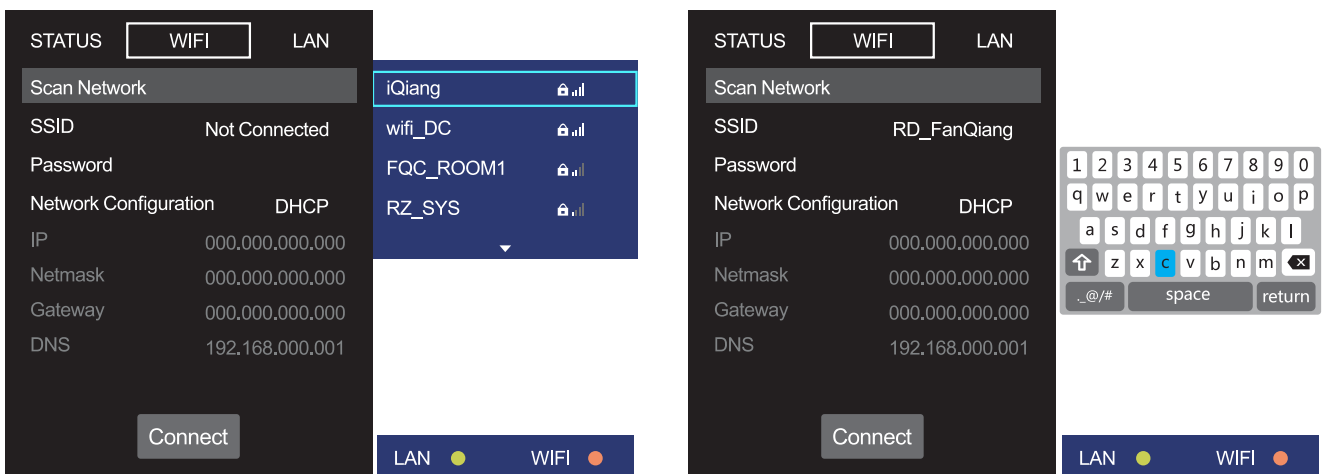 STATUS WIFI LAN
Scan Network
SSID Not Connected
Password
Network Configuration DHCP
IP 000.000.000.000
Netmask 000.000.000.000
Gateway 000.000.000.000
DNS 192.168.000.001
Connect
iQiang
wifi_DC
FQC_ROOM1
RZ_SYS
LAN WIFI
STATUS WIFI LAN
Scan Network
SSID RD_FanQiang
Password
Network Configuration DHCP
IP 000.000.000.000
Netmask 000.000.000.000
Gateway 000.000.000.000
DNS 192.168.000.001
Connect
1 2 3 4 5 6 7 8 9 0
q w e r t y u i o p
a s d f g h j k l
z x c v b n m
._@/# space return
LAN WIFI